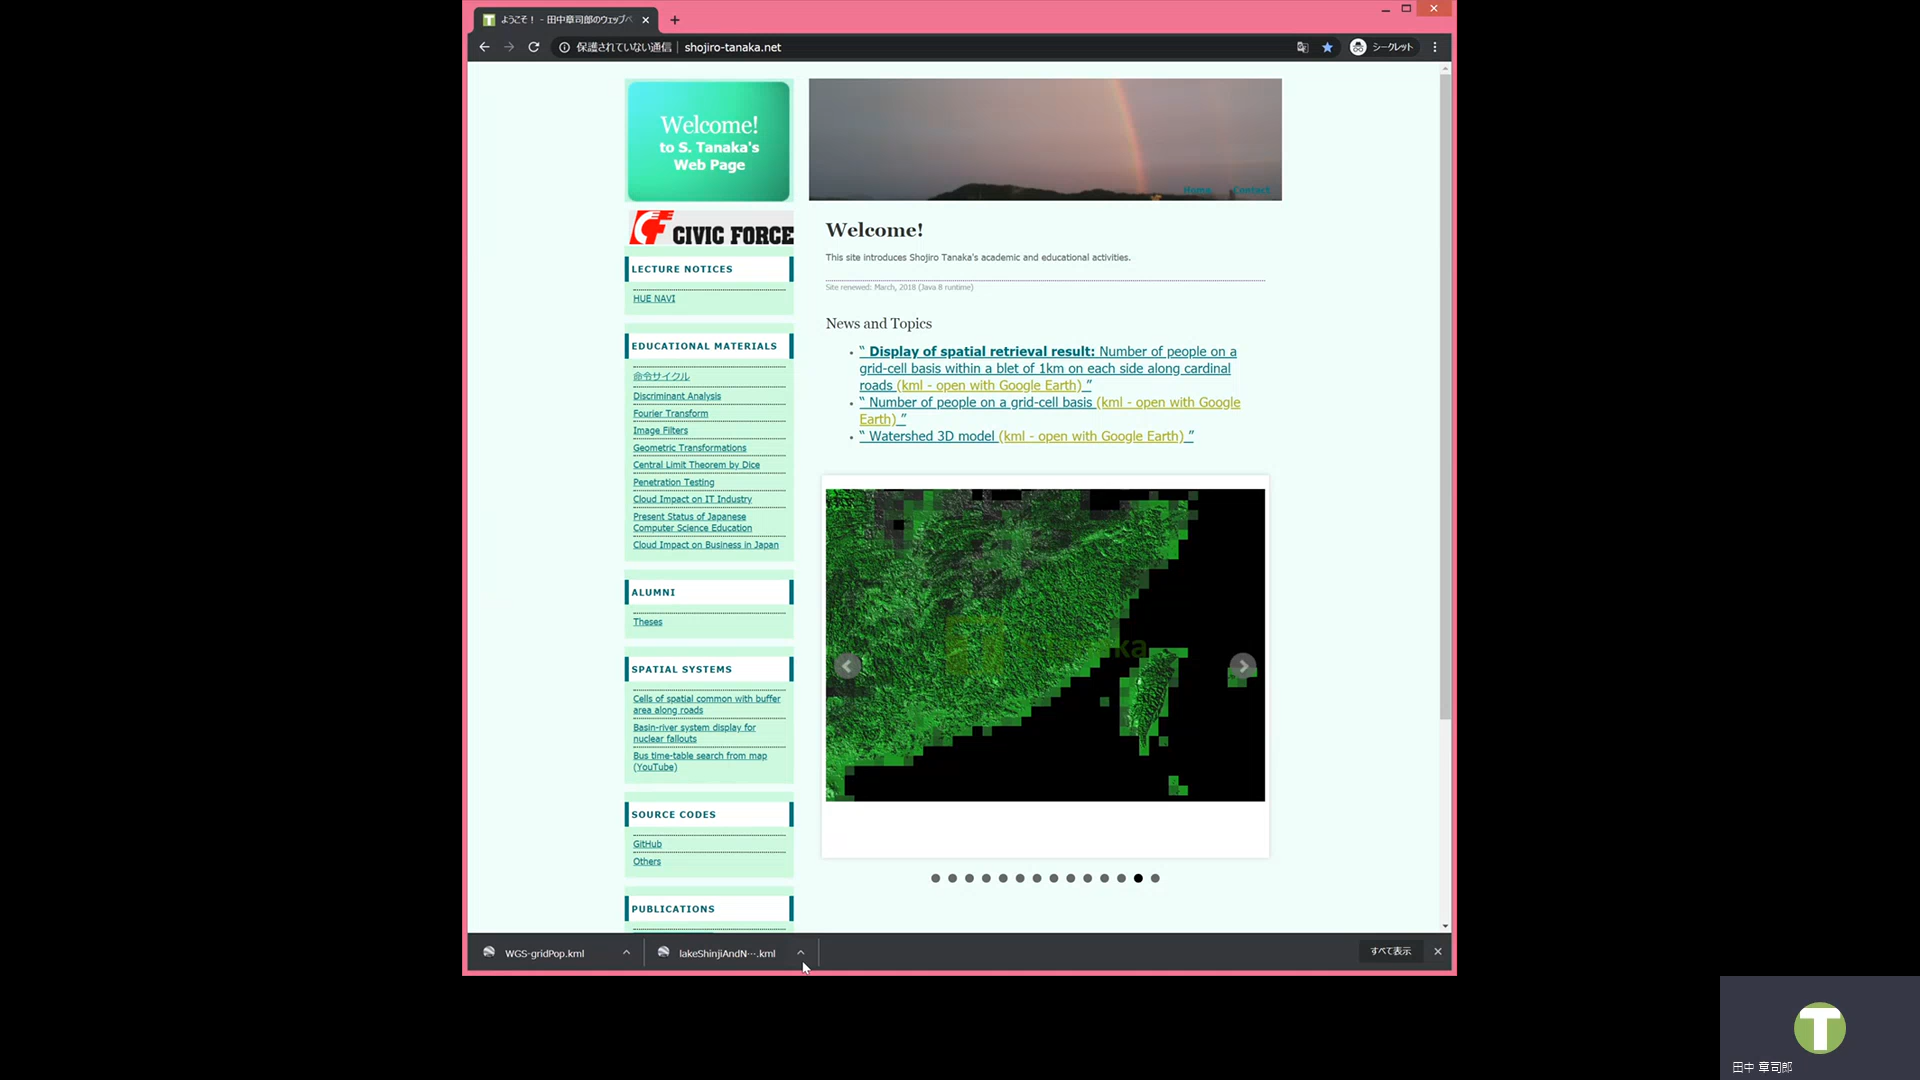 ようこそ！ - 田中章司郎のウェッブペ
保護されていない通信
shojiro-tanaka.net
シークレット
Welcome!
to S. Tanaka's
Web Page
Home
Contact
CIVIC FORCE
LECTURE NOTICES
HUE NAVI
EDUCATIONAL MATERIALS
命令サイクル
Discriminant Analysis
Fourier Transform
Image Filters
Geometric Transformations
Central Limit Theorem by Dice
Penetration Testing
Cloud Impact on IT Industry
Present Status of Japanese
Computer Science Education
Cloud Impact on Business in Japan
ALUMNI
Theses
SPATIAL SYSTEMS
Cells of spatial common with buffer
area along roads
Basin-river system display for
nuclear fallouts
Bus time-table search from map
(YouTube)
SOURCE CODES
GitHub
Others
PUBLICATIONS
Welcome!
This site introduces Shojiro Tanaka's academic and educational activities.
Site renewed: March, 2018 (Java 8 runtime)
News and Topics
• “ Display of spatial retrieval result: Number of people on a
grid-cell basis within a blet of 1km on each side along cardinal
roads (kml - open with Google Earth) ”
• “ Number of people on a grid-cell basis (kml - open with Google
Earth) ”
• “ Watershed 3D model (kml - open with Google Earth) ”
WGS-gridPop.kml
lakeShinjiAndN….kml
すべて表示
T
田中 章司郎